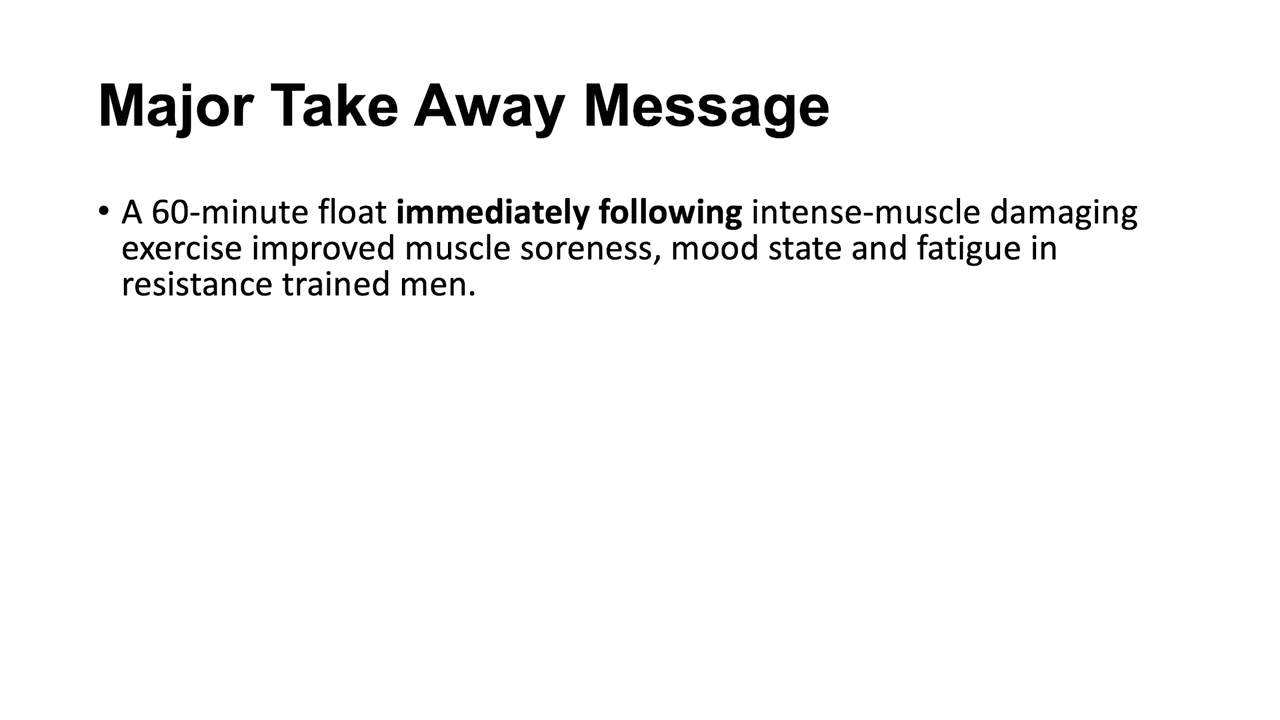 Major Take Away Message
• A 60-minute float immediately following intense-muscle damaging
exercise improved muscle soreness, mood state and fatigue in
resistance trained men.